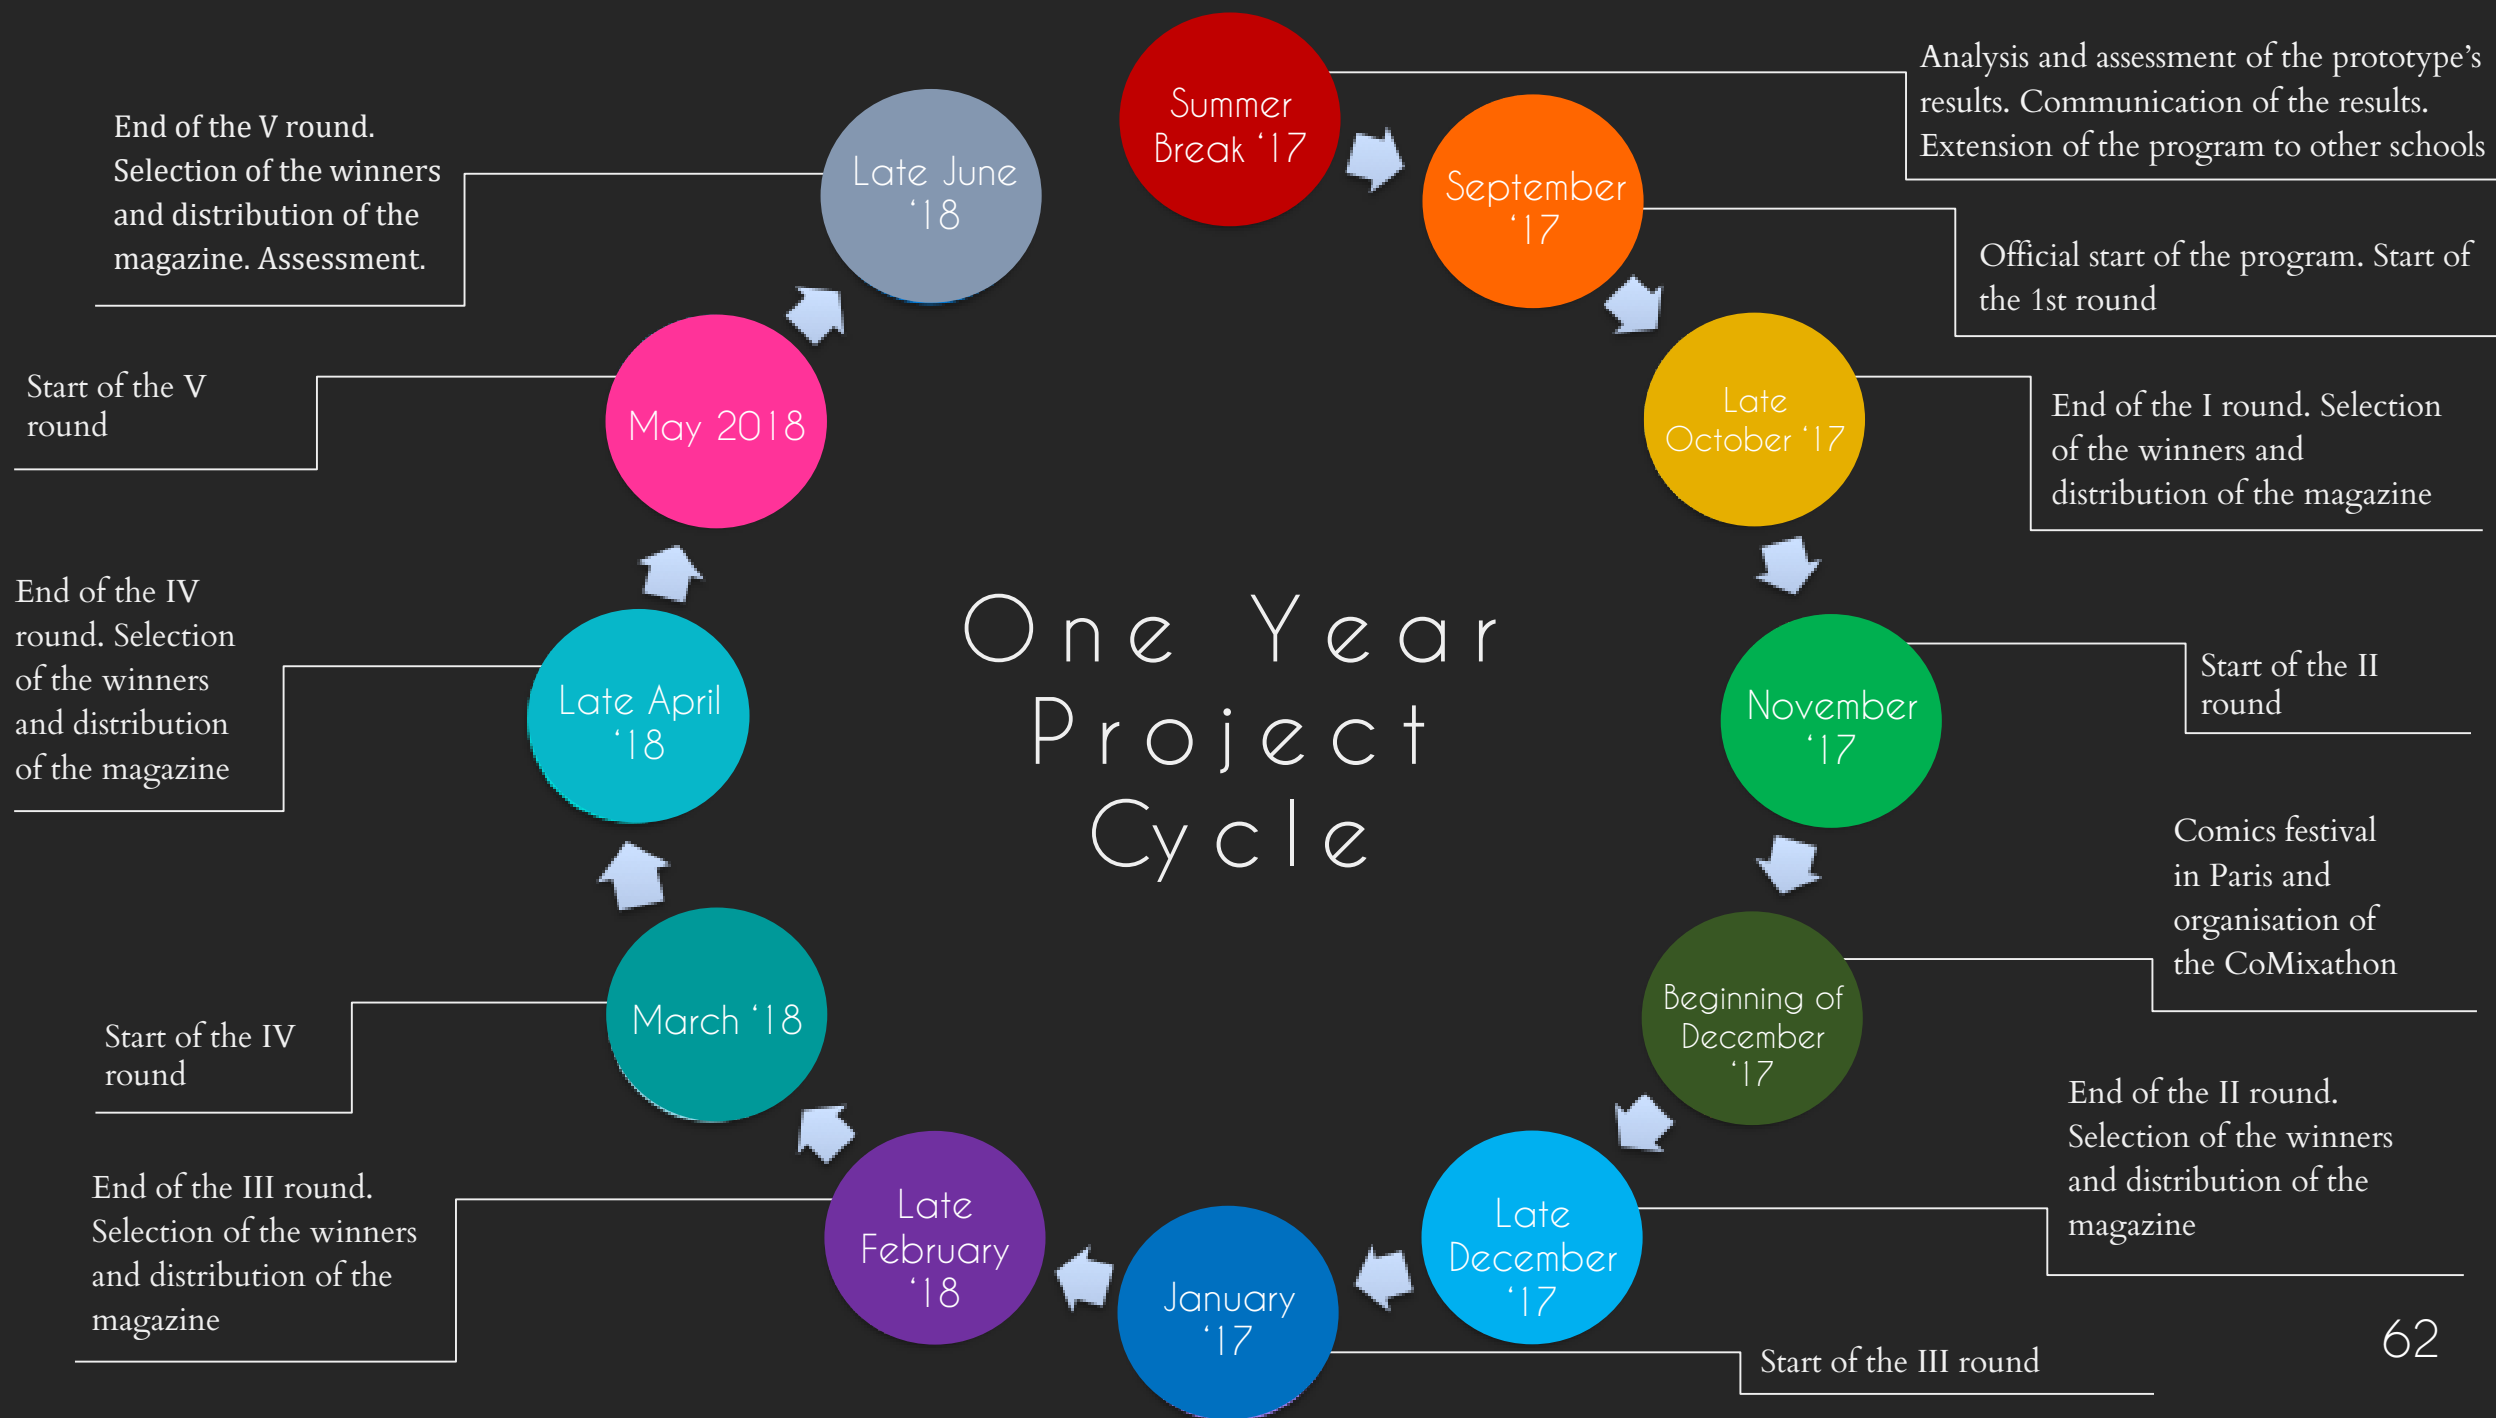 Summer
Break ‘17
Analysis and assessment of the prototype’s
results. Communication of the results.
Extension of the program to other schools
September
‘17
Official start of the program. Start of
the 1st round
Late
October ‘17
End of the I round. Selection
of the winners and
distribution of the magazine
November
‘17
Start of the II
round
Beginning of
December
‘17
Comics festival
in Paris and
organisation of
the CoMixathon
Late
December
‘17
End of the II round.
Selection of the winners
and distribution of the
magazine
January
‘17
Start of the III round
Late
February
‘18
End of the III round.
Selection of the winners
and distribution of the
magazine
March ‘18
Start of the IV
round
Late April
‘18
End of the IV
round. Selection
of the winners
and distribution
of the magazine
May 2018
Start of the V
round
Late June
‘18
End of the V round.
Selection of the winners
and distribution of the
magazine. Assessment.
One Year
Project
Cycle
62